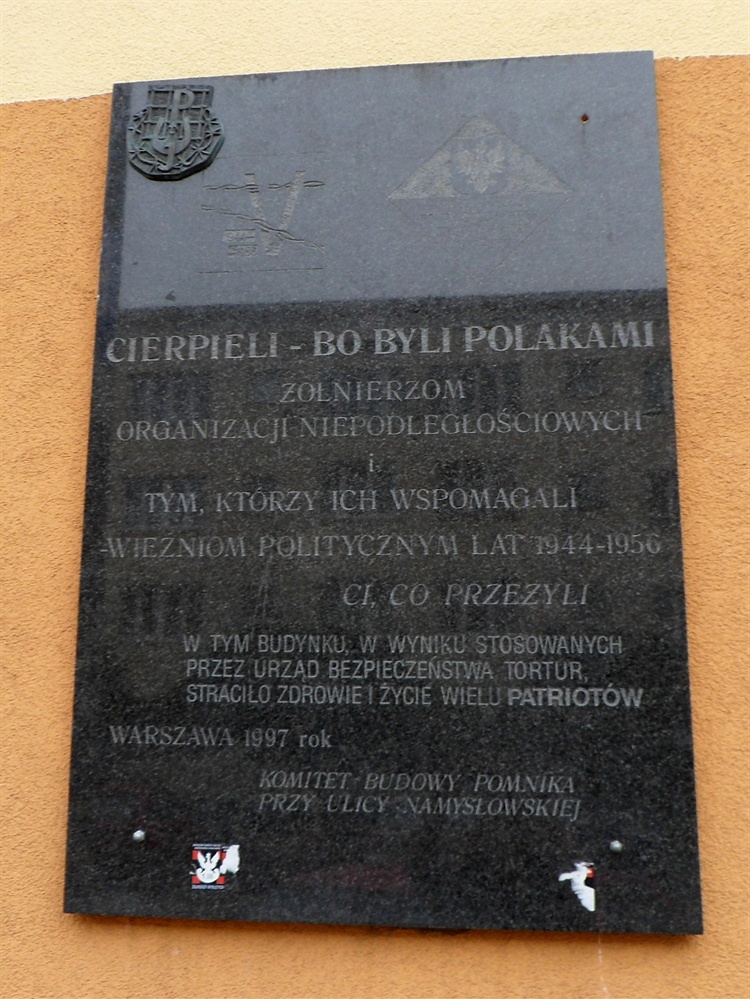 CIERPIELI - BO BYLI POLAKAMI
ŻOŁNIERZOM
ORGANIZACJI NIEPODLEGŁOŚCIOWYCH
i
TYM, KTÓRZY ICH WSPOMAGALI
-WIĘŹNIOM POLITYCZNYM LAT 1944-1956
CI, CO PRZEŻYLI
W TYM BUDYNKU, W WYNIKU STOSOWANYCH
PRZEZ URZĄD BEZPIECZEŃSTWA TORTUR,
STRACIŁO ZDROWIE I ŻYCIE WIELU PATRIOTÓW
WARSZAWA 1997 rok
KOMITET BUDOWY POMNIKA
PRZY ULICY NAMYSŁOWSKIEJ